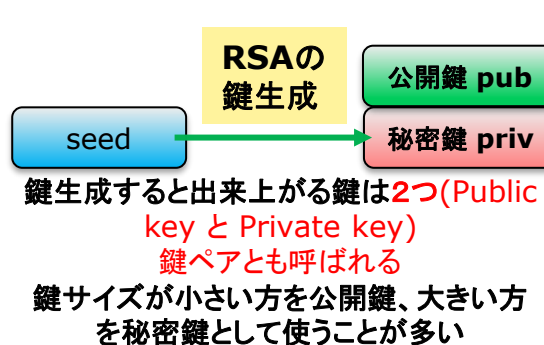 RSAの
鍵生成
公開鍵 pub
seed
秘密鍵 priv
鍵生成すると出来上がる鍵は2つ(Public
key と Private key)
鍵ペアとも呼ばれる
鍵サイズが小さい方を公開鍵、大きい方
を秘密鍵として使うことが多い